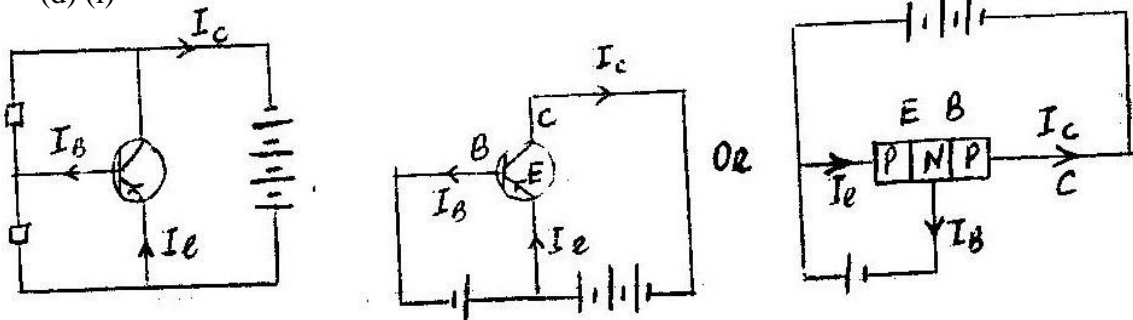 (d) (i)
I_C
I_B
I_e
I_C
C
B
E
I_B
I_e
OR
E B
P N P
I_C
I_e
C
I_B